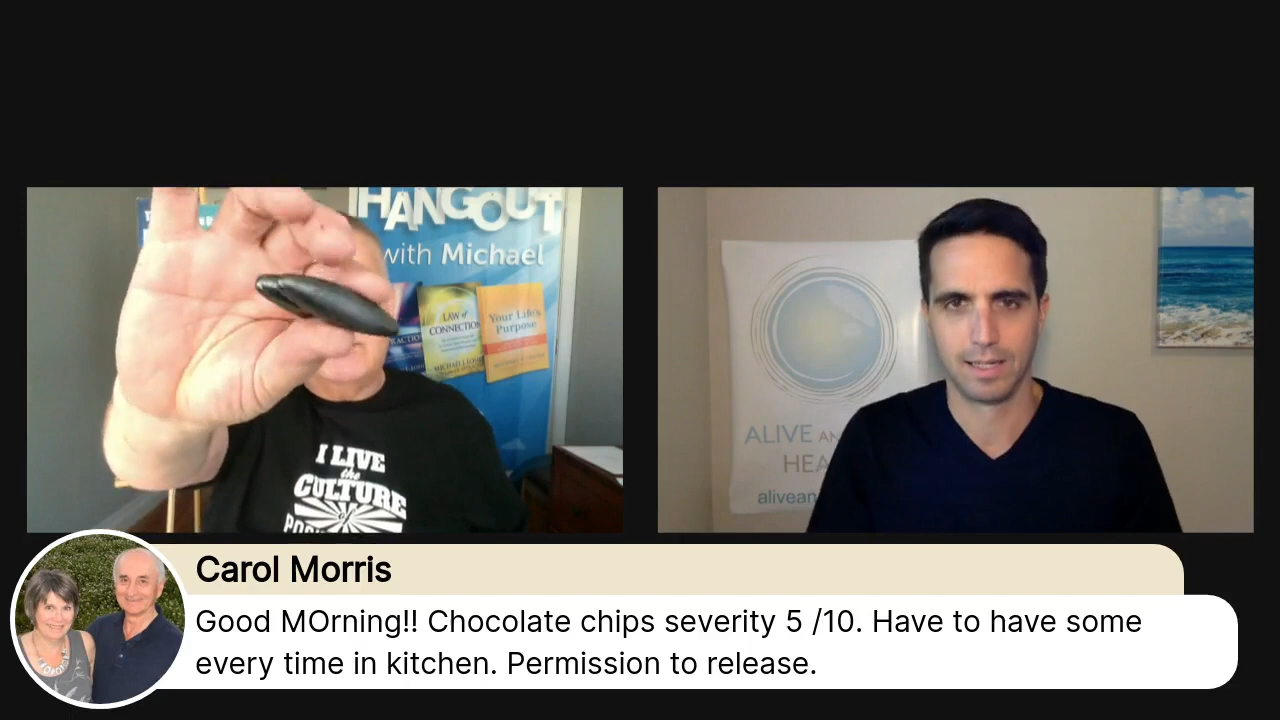 HANGOUT
with Michael
LAW of
CONNECTION
Your Life's
Purpose
I LIVE
the
CULTURE
ALIVE AN
HEA
alivean
Carol Morris
Good MOrning!! Chocolate chips severity 5 /10. Have to have some
every time in kitchen. Permission to release.